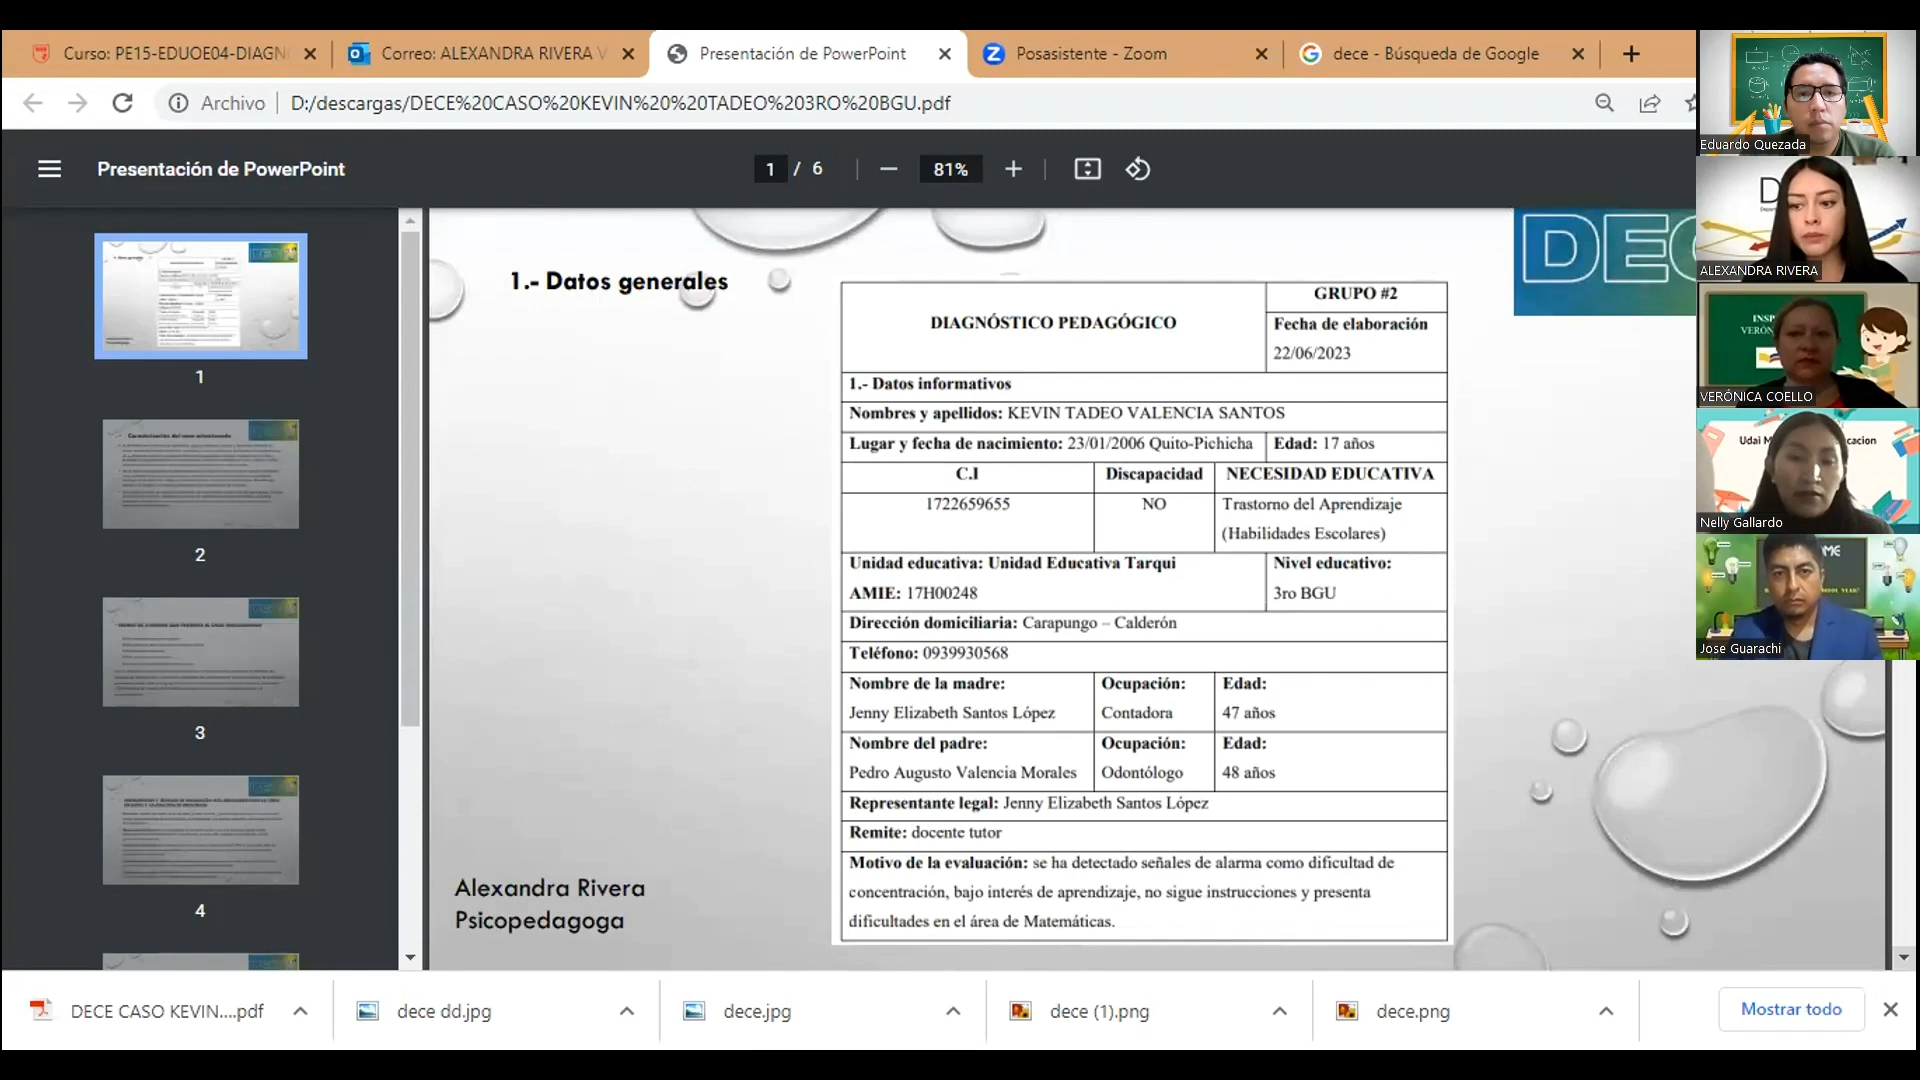 Curso: PE15-EDUOE04-DIAGN
Correo: ALEXANDRA RIVERA V
Presentación de PowerPoint
Posasistente - Zoom
dece - Búsqueda de Google
Archivo
D:/descargas/DECE%20CASO%20KEVIN%20%20TADEO%203RO%20BGU.pdf
Presentación de PowerPoint
1 / 6
81%
1
2
3
4
DEC
1.- Datos generales
DIAGNÓSTICO PEDAGÓGICO
GRUPO #2
Fecha de elaboración
22/06/2023
1.- Datos informativos
Nombres y apellidos: KEVIN TADEO VALENCIA SANTOS
Lugar y fecha de nacimiento: 23/01/2006 Quito-Pichicha
Edad: 17 años
C.I
Discapacidad
NECESIDAD EDUCATIVA
1722659655
NO
Trastorno del Aprendizaje
(Habilidades Escolares)
Unidad educativa: Unidad Educativa Tarqui
AMIE: 17H00248
Nivel educativo:
3ro BGU
Dirección domiciliaria: Carapungo – Calderón
Teléfono: 0939930568
Nombre de la madre:
Jenny Elizabeth Santos López
Ocupación:
Contadora
Edad:
47 años
Nombre del padre:
Pedro Augusto Valencia Morales
Ocupación:
Odontólogo
Edad:
48 años
Representante legal: Jenny Elizabeth Santos López
Remite: docente tutor
Motivo de la evaluación: se ha detectado señales de alarma como dificultad de
concentración, bajo interés de aprendizaje, no sigue instrucciones y presenta
dificultades en el área de Matemáticas.
Alexandra Rivera
Psicopedagoga
Eduardo Quezada
ALEXANDRA RIVERA
VERÓNICA COELLO
Nelly Gallardo
Jose Guarachi
DECE CASO KEVIN....pdf
dece dd.jpg
dece.jpg
dece (1).png
dece.png
Mostrar todo